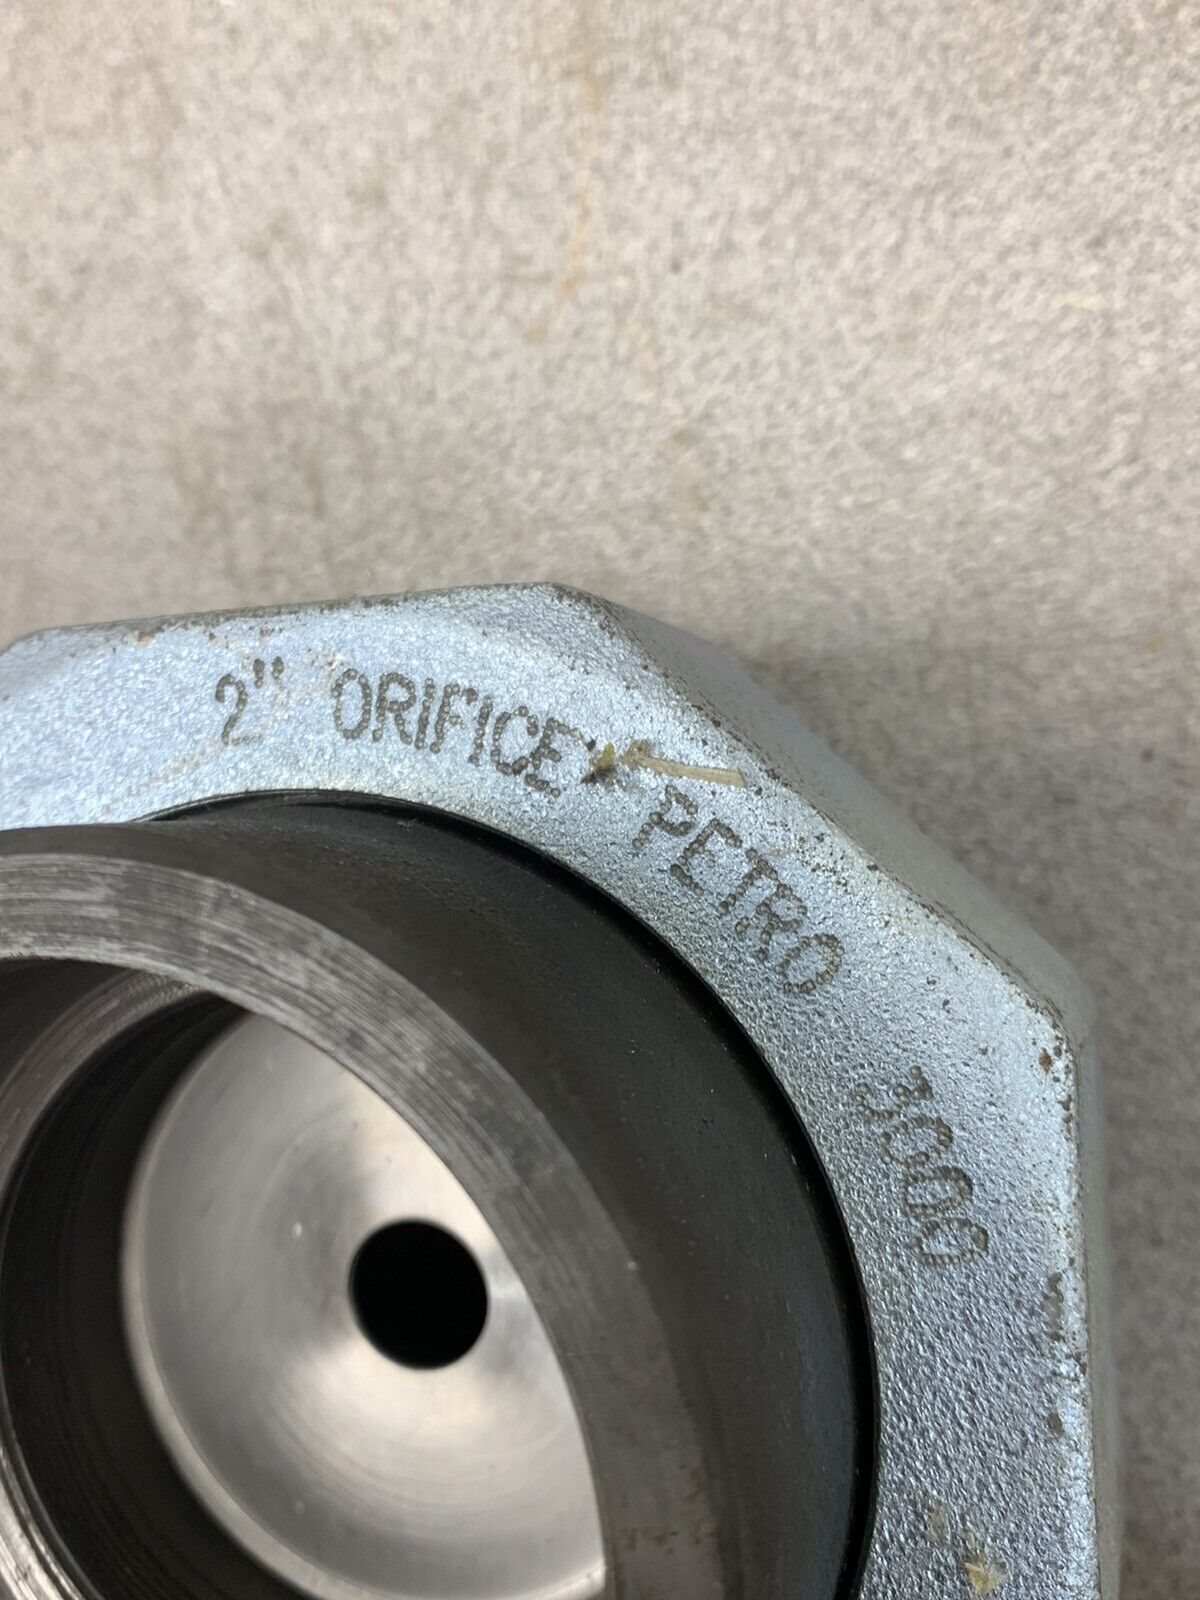 2" ORIFICE PETRO 3000